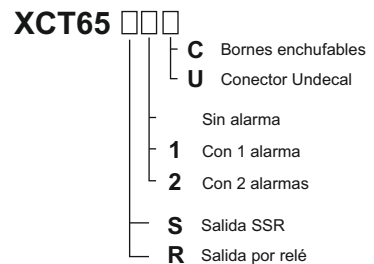 XCT65 □□□
C Bornes enchufables
U Conector Undecal
Sin alarma
1 Con 1 alarma
2 Con 2 alarmas
S Salida SSR
R Salida por relé